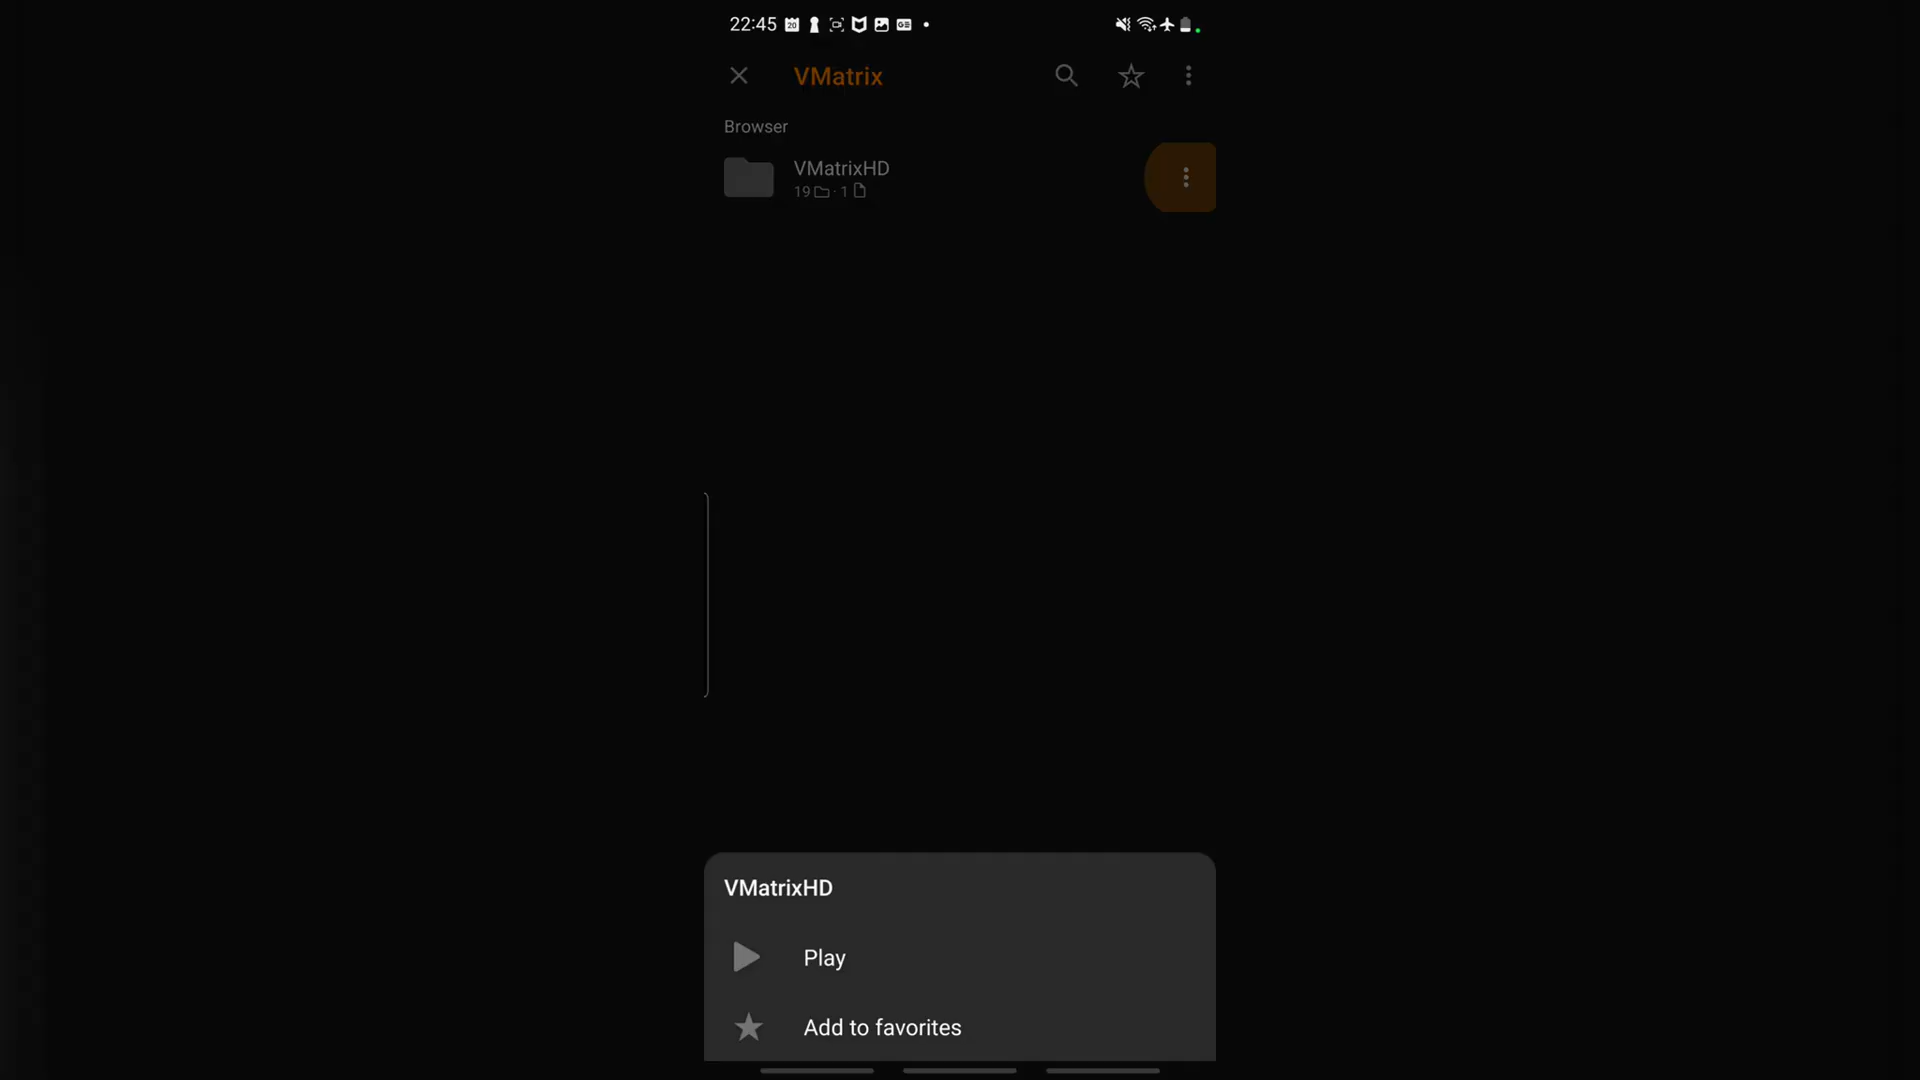 22:45
VMatrix
Browser
VMatrixHD
19 · 1
VMatrixHD
Play
Add to favorites